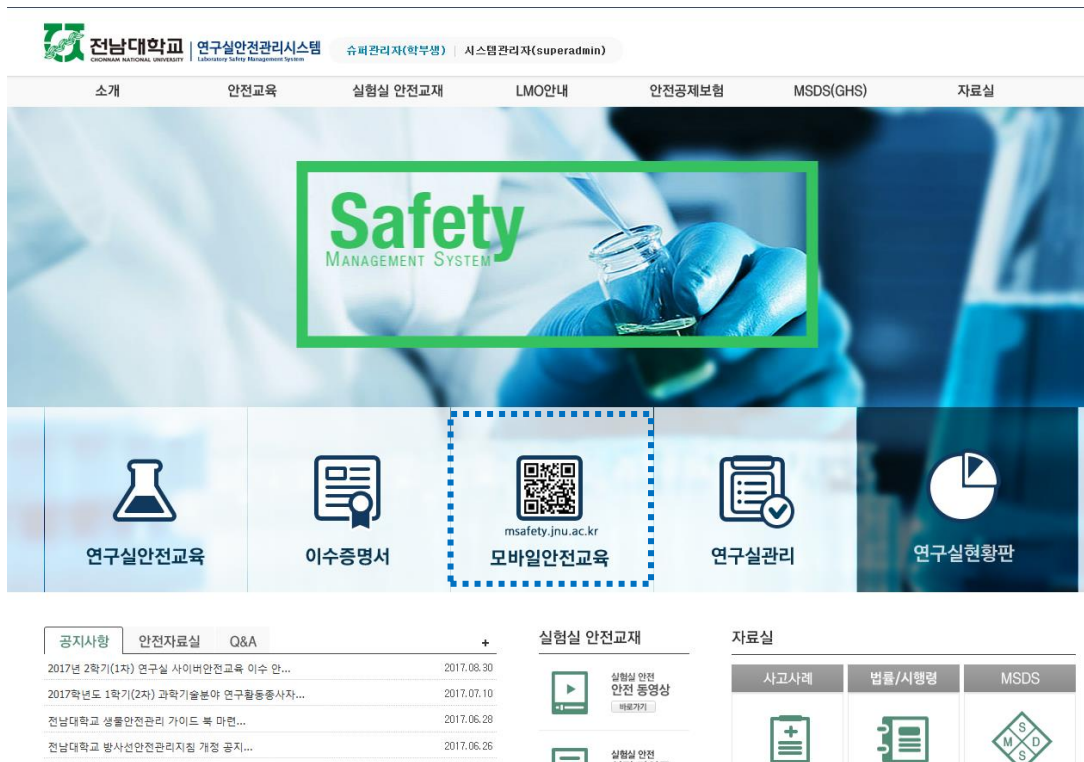 전남대학교 연구실안전관리시스템 슈퍼관리자(학부생) 시스템관리자(superadmin)
CHONNAM NATIONAL UNIVERSITY Laboratory Safety Management System
소개 안전교육 실험실 안전교재 LMO안내 안전공제보험 MSDS(GHS) 자료실
Safety
MANAGEMENT SYSTEM
msafety.jnu.ac.kr
연구실안전교육 이수증명서 모바일안전교육 연구실관리 연구실현황판
공지사항 안전자료실 Q&A +
2017년 2학기(1차) 연구실 사이버안전교육 이수 안... 2017.08.30
2017학년도 1학기(2차) 과학기술분야 연구활동종사자... 2017.07.10
전남대학교 생물안전관리 가이드 북 마련... 2017.06.28
전남대학교 방사선안전관리지침 개정 공지... 2017.06.26
실험실 안전교재
실험실 안전
안전 동영상
바로가기
실험실 안전
자료실
사고사례 법률/시행령 MSDS
S
M D
S